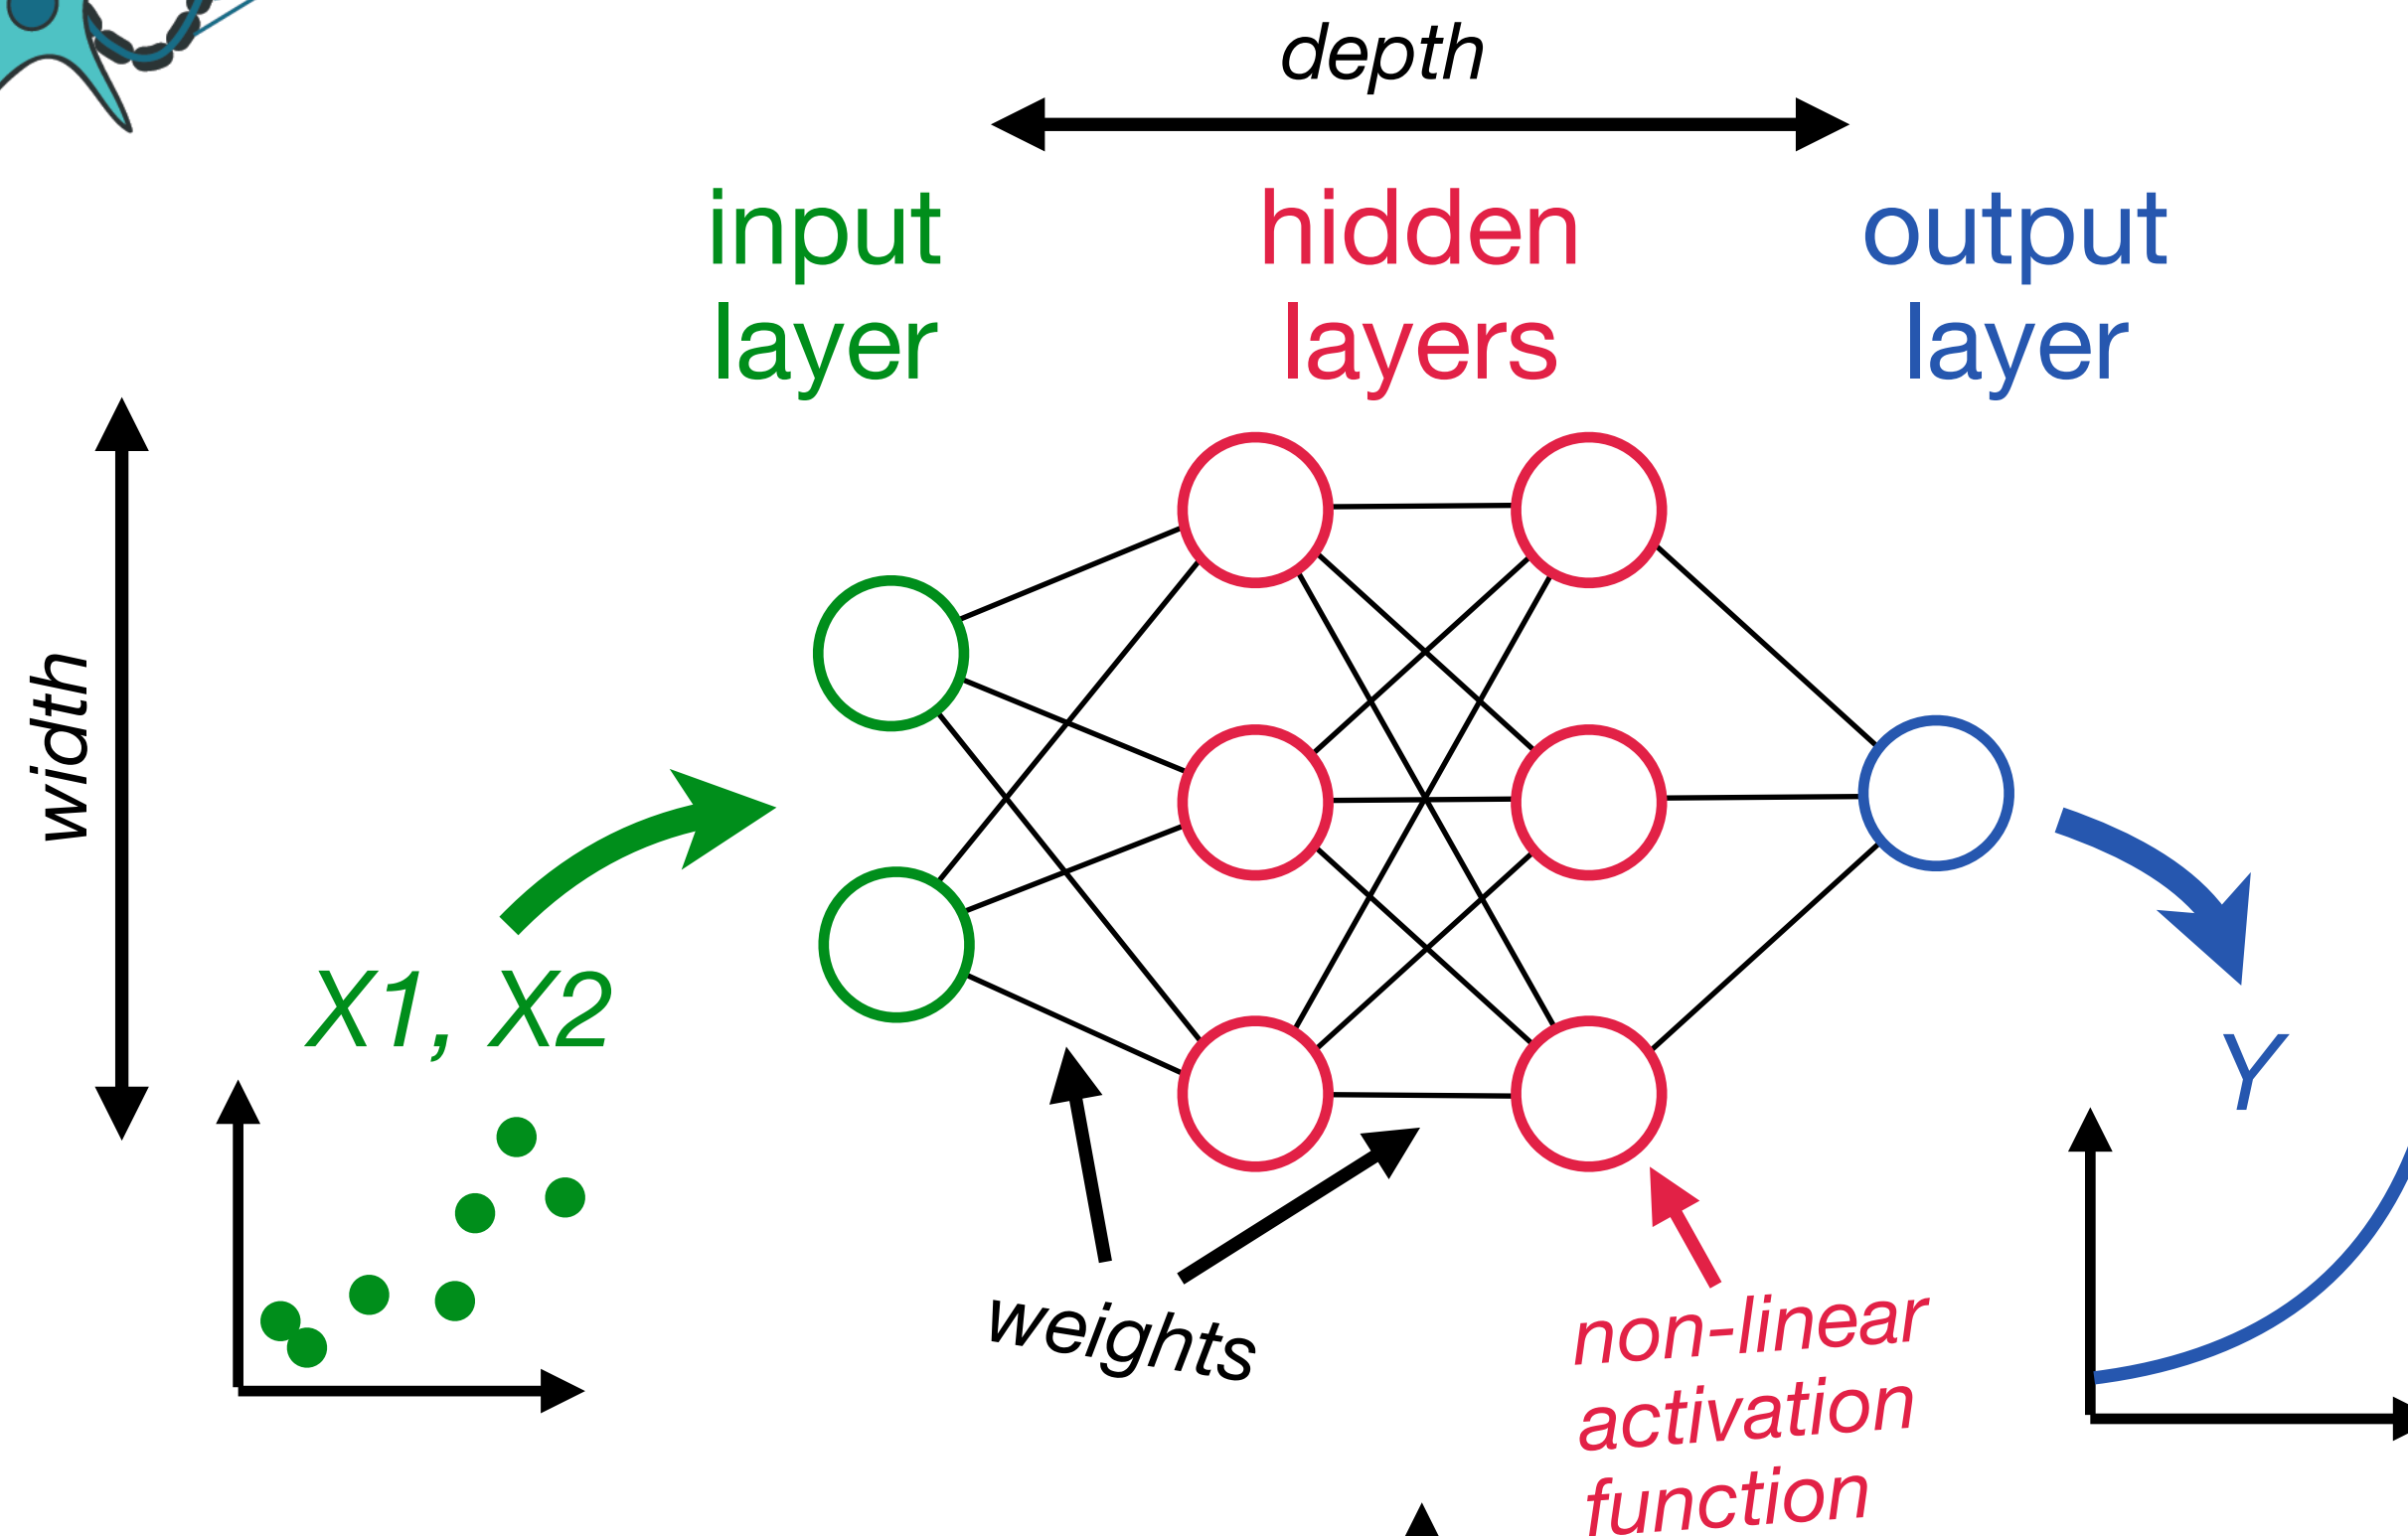 depth
input
layer
hidden
layers
output
layer
width
X1, X2
Y
weights
non-linear
activation
function